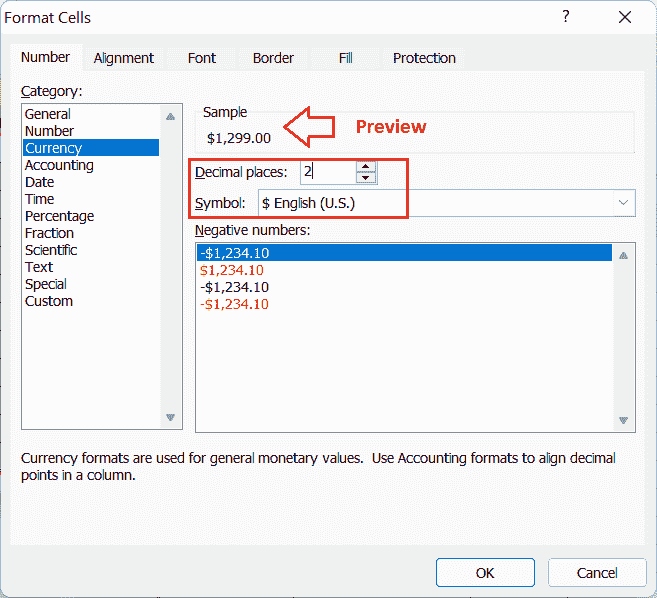 Format Cells
?
Number Alignment Font Border Fill Protection
Category:
General
Number
Currency
Accounting
Date
Time
Percentage
Fraction
Scientific
Text
Special
Custom
Sample
$1,299.00
Preview
Decimal places: 2
Symbol: $ English (U.S.)
Negative numbers:
-$1,234.10
$1,234.10
-$1,234.10
-$1,234.10
Currency formats are used for general monetary values.  Use Accounting formats to align decimal
points in a column.
OK Cancel